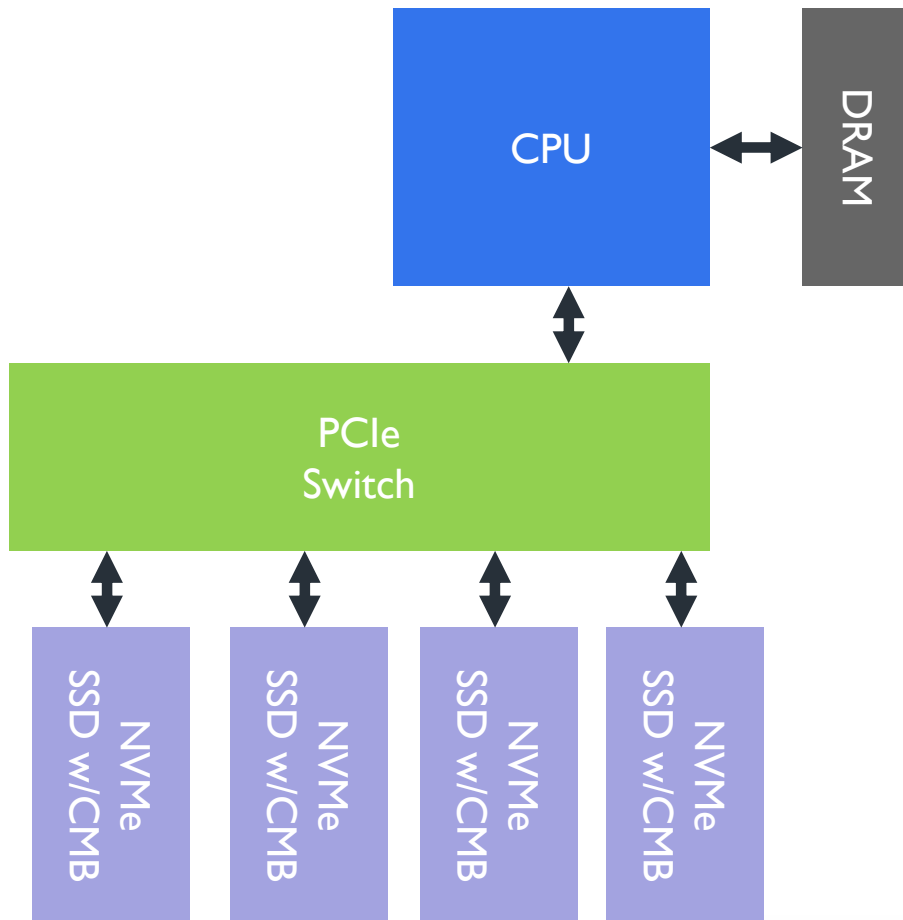 CPU
DRAM
PCIe
Switch
NVMe
SSD w/CMB
NVMe
SSD w/CMB
NVMe
SSD w/CMB
NVMe
SSD w/CMB